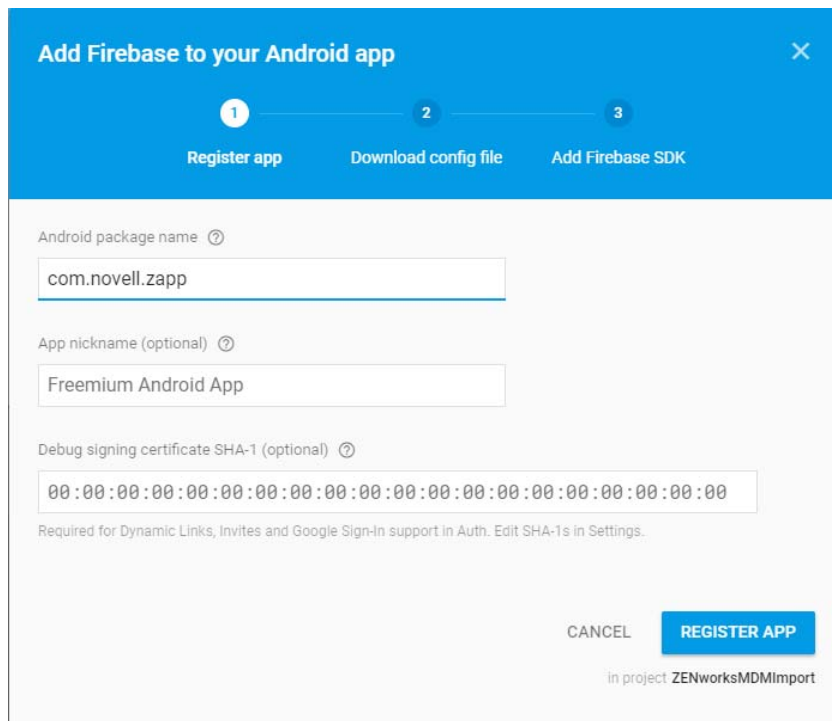 Add Firebase to your Android app
1 2 3
Register app Download config file Add Firebase SDK
Android package name
com.novell.zapp
App nickname (optional)
Freemium Android App
Debug signing certificate SHA-1 (optional)
00:00:00:00:00:00:00:00:00:00:00:00:00:00:00:00:00:00:00:00
Required for Dynamic Links, Invites and Google Sign-In support in Auth. Edit SHA-1s in Settings.
CANCEL REGISTER APP
in project ZENworksMDMImport